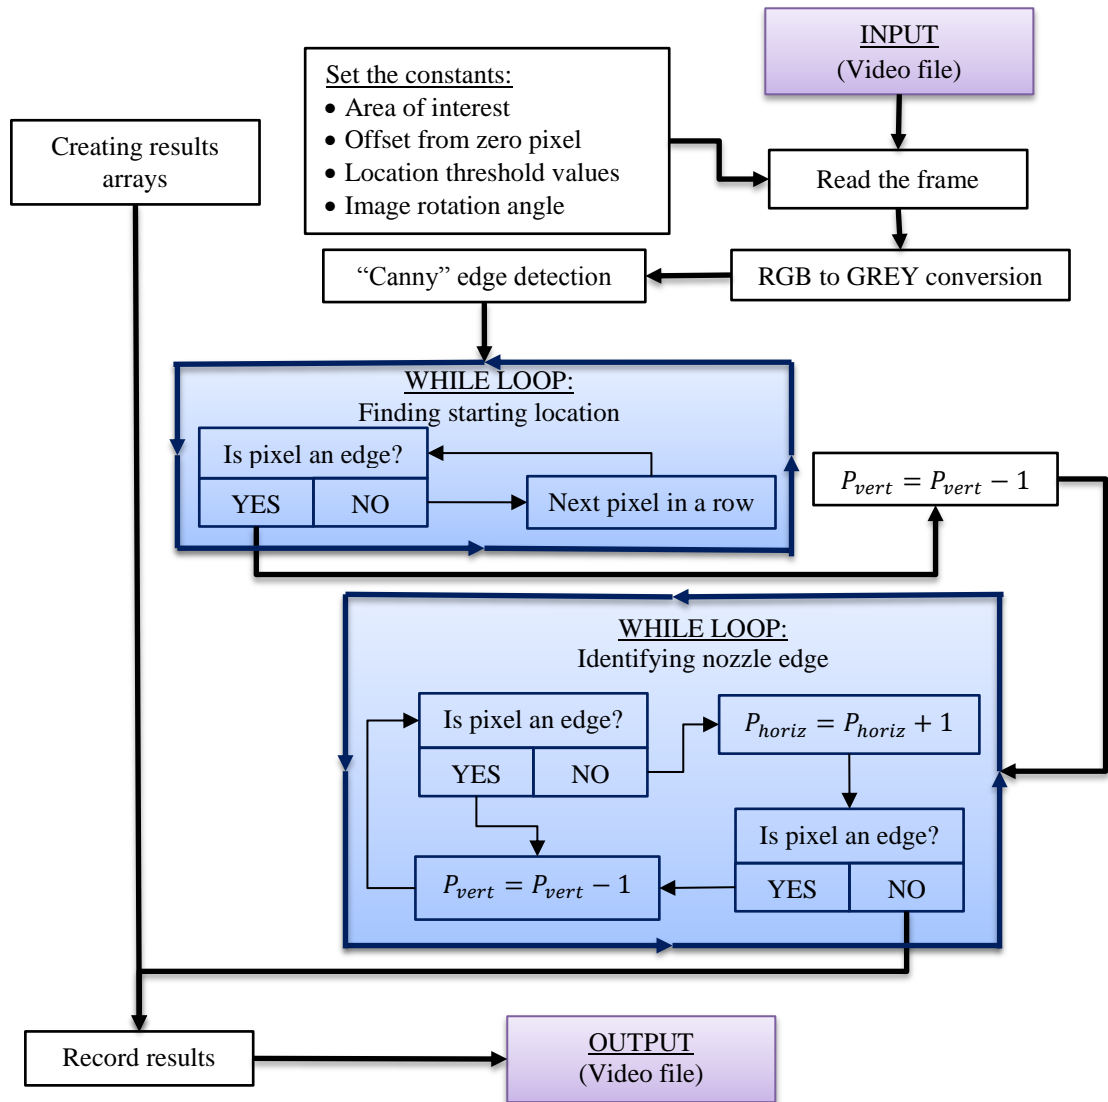 INPUT
(Video file)
Set the constants:
• Area of interest
• Offset from zero pixel
• Location threshold values
• Image rotation angle
Creating results
arrays
Read the frame
“Canny” edge detection
RGB to GREY conversion
WHILE LOOP:
Finding starting location
Is pixel an edge?
YES
NO
Next pixel in a row
P_vert = P_vert − 1
WHILE LOOP:
Identifying nozzle edge
Is pixel an edge?
YES
NO
P_horiz = P_horiz + 1
Is pixel an edge?
YES
NO
P_vert = P_vert − 1
Record results
OUTPUT
(Video file)